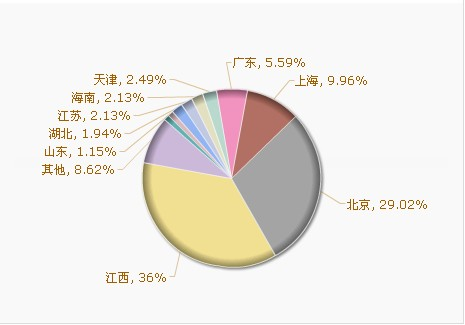 广东, 5.59%
上海, 9.96%
天津, 2.49%
海南, 2.13%
江苏, 2.13%
湖北, 1.94%
山东, 1.15%
其他, 8.62%
北京, 29.02%
江西, 36%